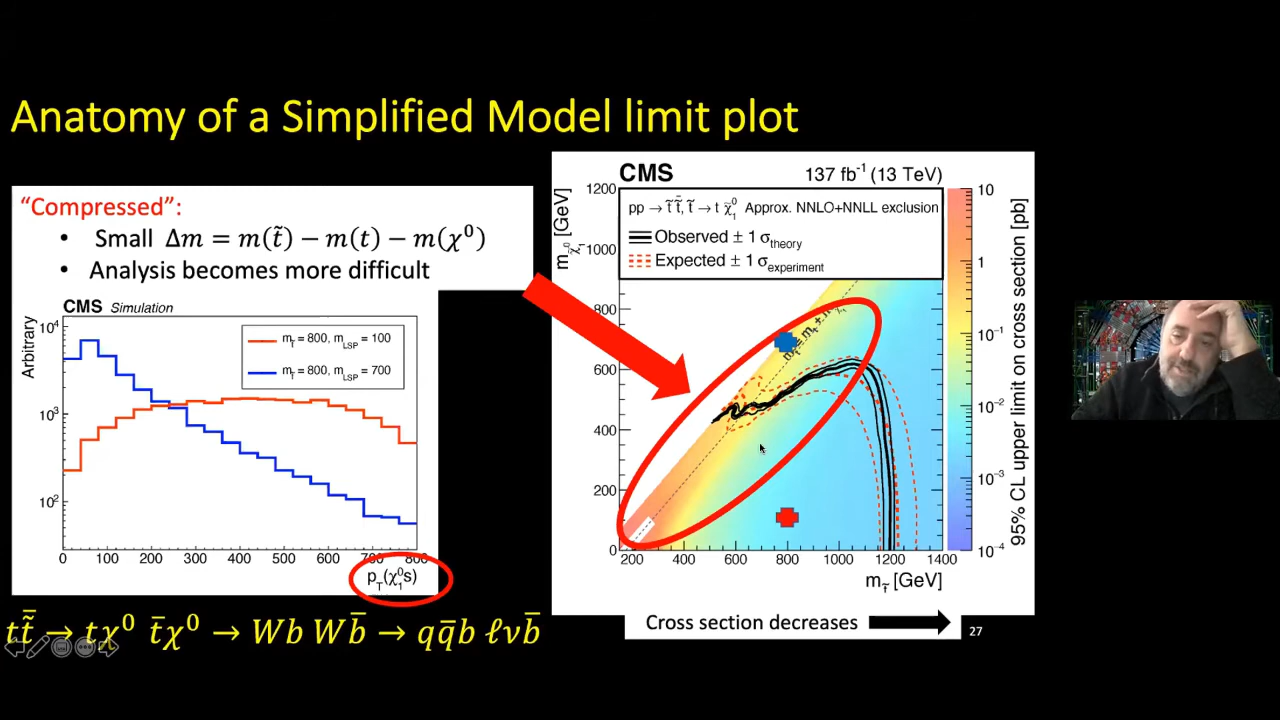 Anatomy of a Simplified Model limit plot
“Compressed”:
• Small Δm = m(t̃) − m(t) − m(χ⁰)
• Analysis becomes more difficult
CMS Simulation
Arbitrary
10⁴
10³
10²
m_t̃ = 800, m_LSP = 100
m_t̃ = 800, m_LSP = 700
0 100 200 300 400 500 600 700 800
p_T(χ₁⁰s)
t̃t̃̄ → tχ⁰ t̄χ⁰ → Wb Wb̄ → qq̄b ℓνb̄
CMS 137 fb⁻¹ (13 TeV)
pp → t̃ t̃̄, t̃ → t χ̃₁⁰ Approx. NNLO+NNLL exclusion
Observed ± 1 σ_theory
Expected ± 1 σ_experiment
m_χ̃₁⁰ [GeV]
1200
1000
800
600
400
200
0
200 400 600 800 1000 1200 1400
m_t̃ [GeV]
10
1
10⁻¹
10⁻²
10⁻³
10⁻⁴
95% CL upper limit on cross section [pb]
Cross section decreases
27